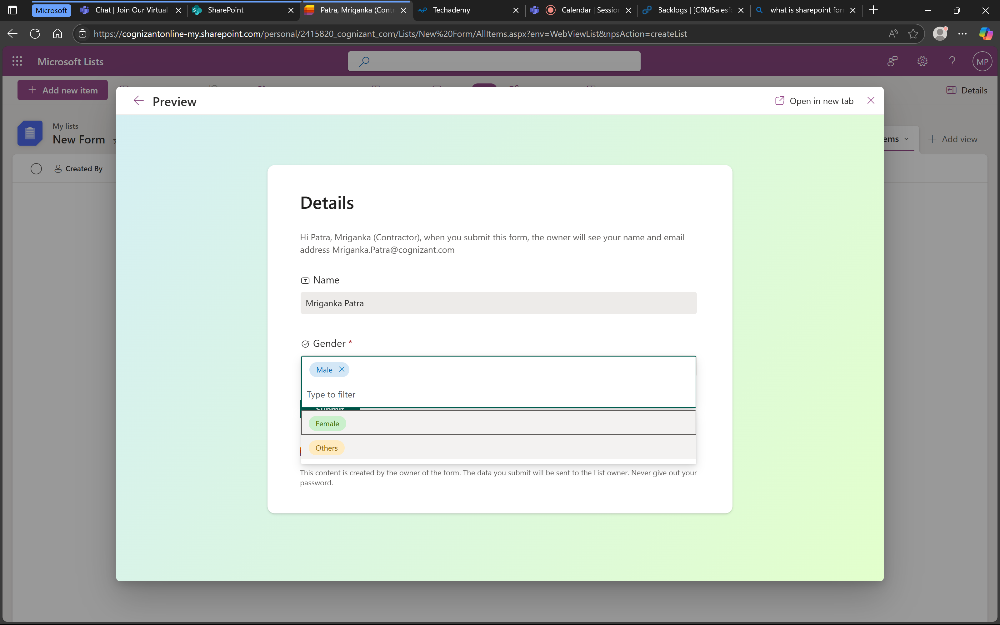 Microsoft
Chat | Join Our Virtual
SharePoint
Patra, Mriganka (Contr
Techademy
Calendar | Session
Backlogs | [CRMSalesfo
what is sharepoint for
https://cognizantonline-my.sharepoint.com/personal/2415820_cognizant_com/Lists/New%20Form/AllItems.aspx?env=WebViewList&npsAction=createList
Microsoft Lists
MP
Add new item
Details
Preview
Open in new tab
My lists
New Form
ems
Add view
Created By
Details
Hi Patra, Mriganka (Contractor), when you submit this form, the owner will see your name and email
address Mriganka.Patra@cognizant.com
Name
Mriganka Patra
Gender *
Male
Type to filter
Submit
Female
Others
This content is created by the owner of the form. The data you submit will be sent to the List owner. Never give out your
password.